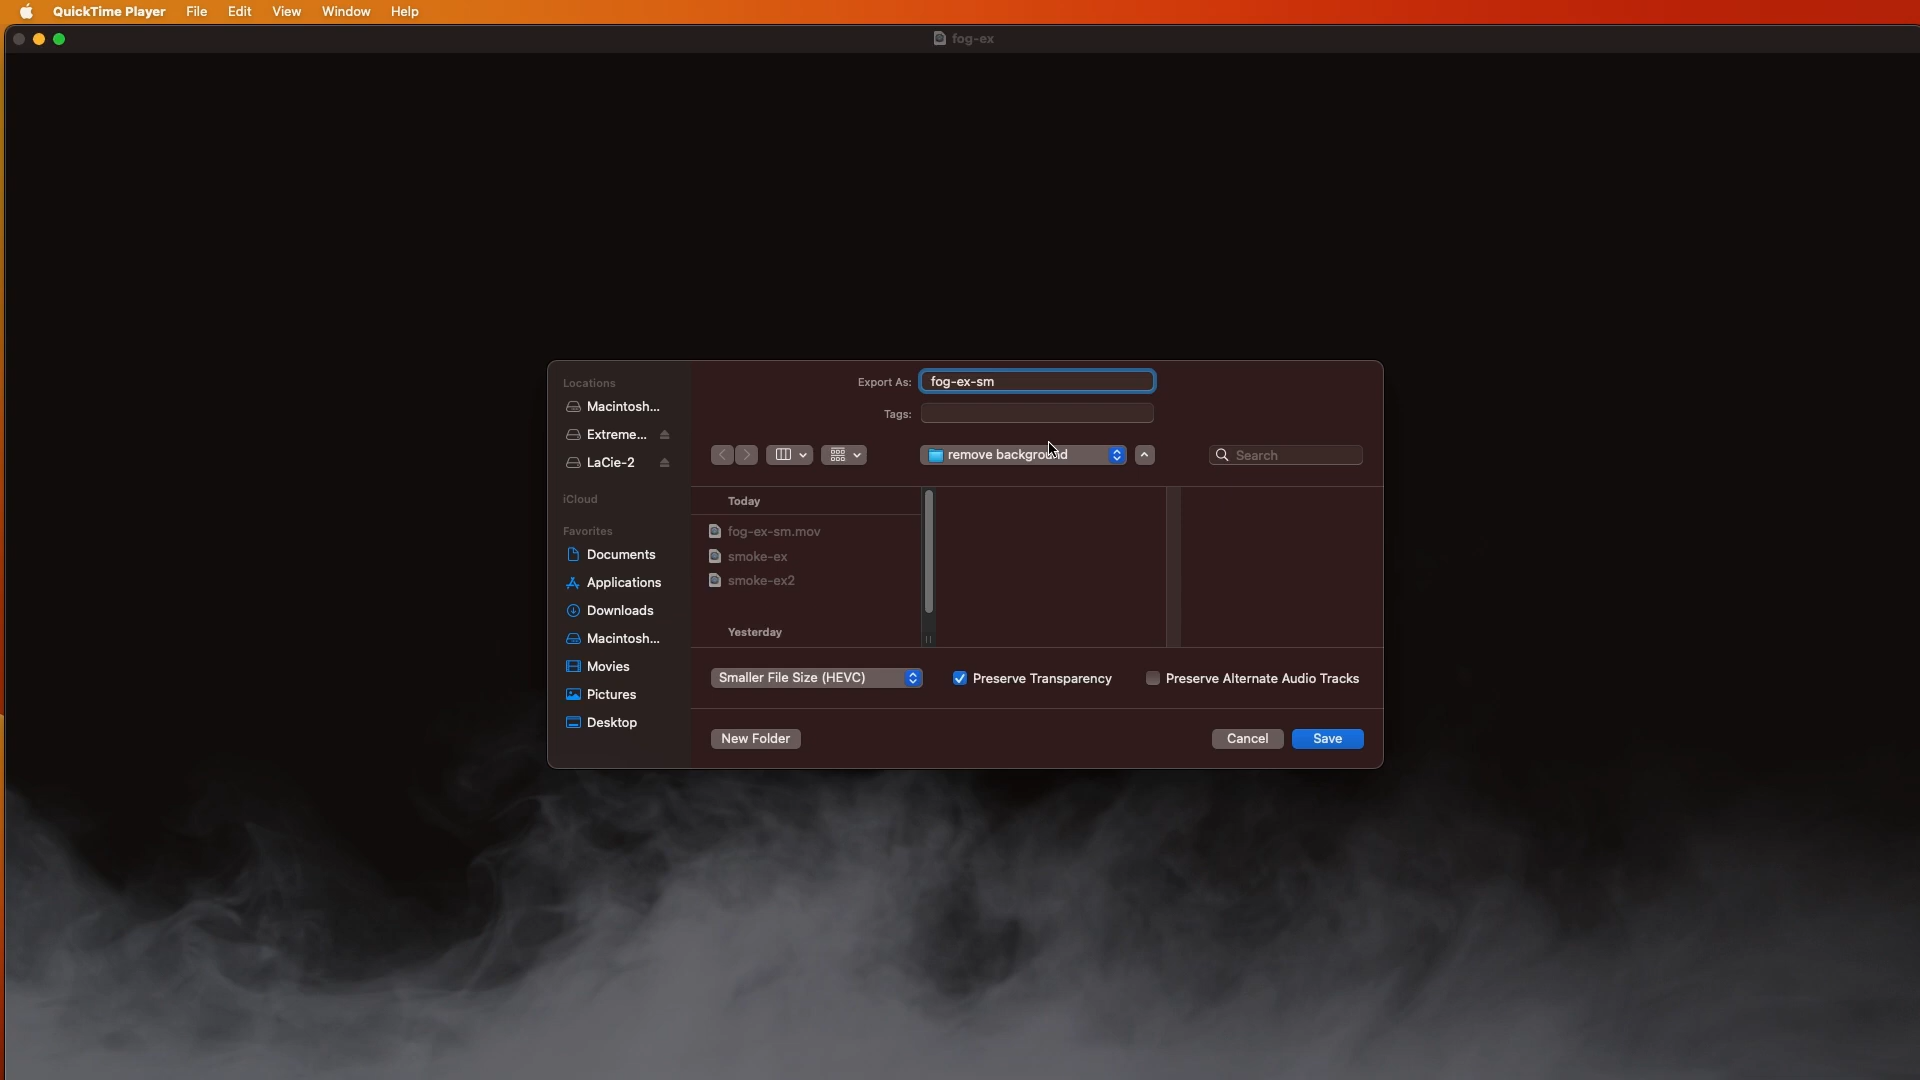 QuickTime Player File Edit View Window Help
fog-ex
Locations
Macintosh...
Extreme...
LaCie-2
iCloud
Favorites
Documents
Applications
Downloads
Macintosh...
Movies
Pictures
Desktop
Export As: fog-ex-sm
Tags:
remove background
Search
Today
fog-ex-sm.mov
smoke-ex
smoke-ex2
Yesterday
Smaller File Size (HEVC) Preserve Transparency Preserve Alternate Audio Tracks
New Folder Cancel Save